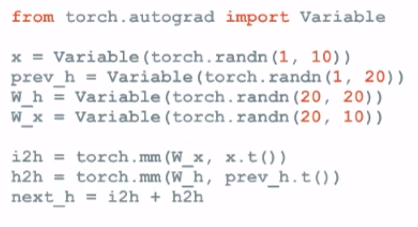 from torch.autograd import Variable
x = Variable(torch.randn(1, 10))
prev_h = Variable(torch.randn(1, 20))
W_h = Variable(torch.randn(20, 20))
W_x = Variable(torch.randn(20, 10))
i2h = torch.mm(W_x, x.t())
h2h = torch.mm(W_h, prev_h.t())
next_h = i2h + h2h